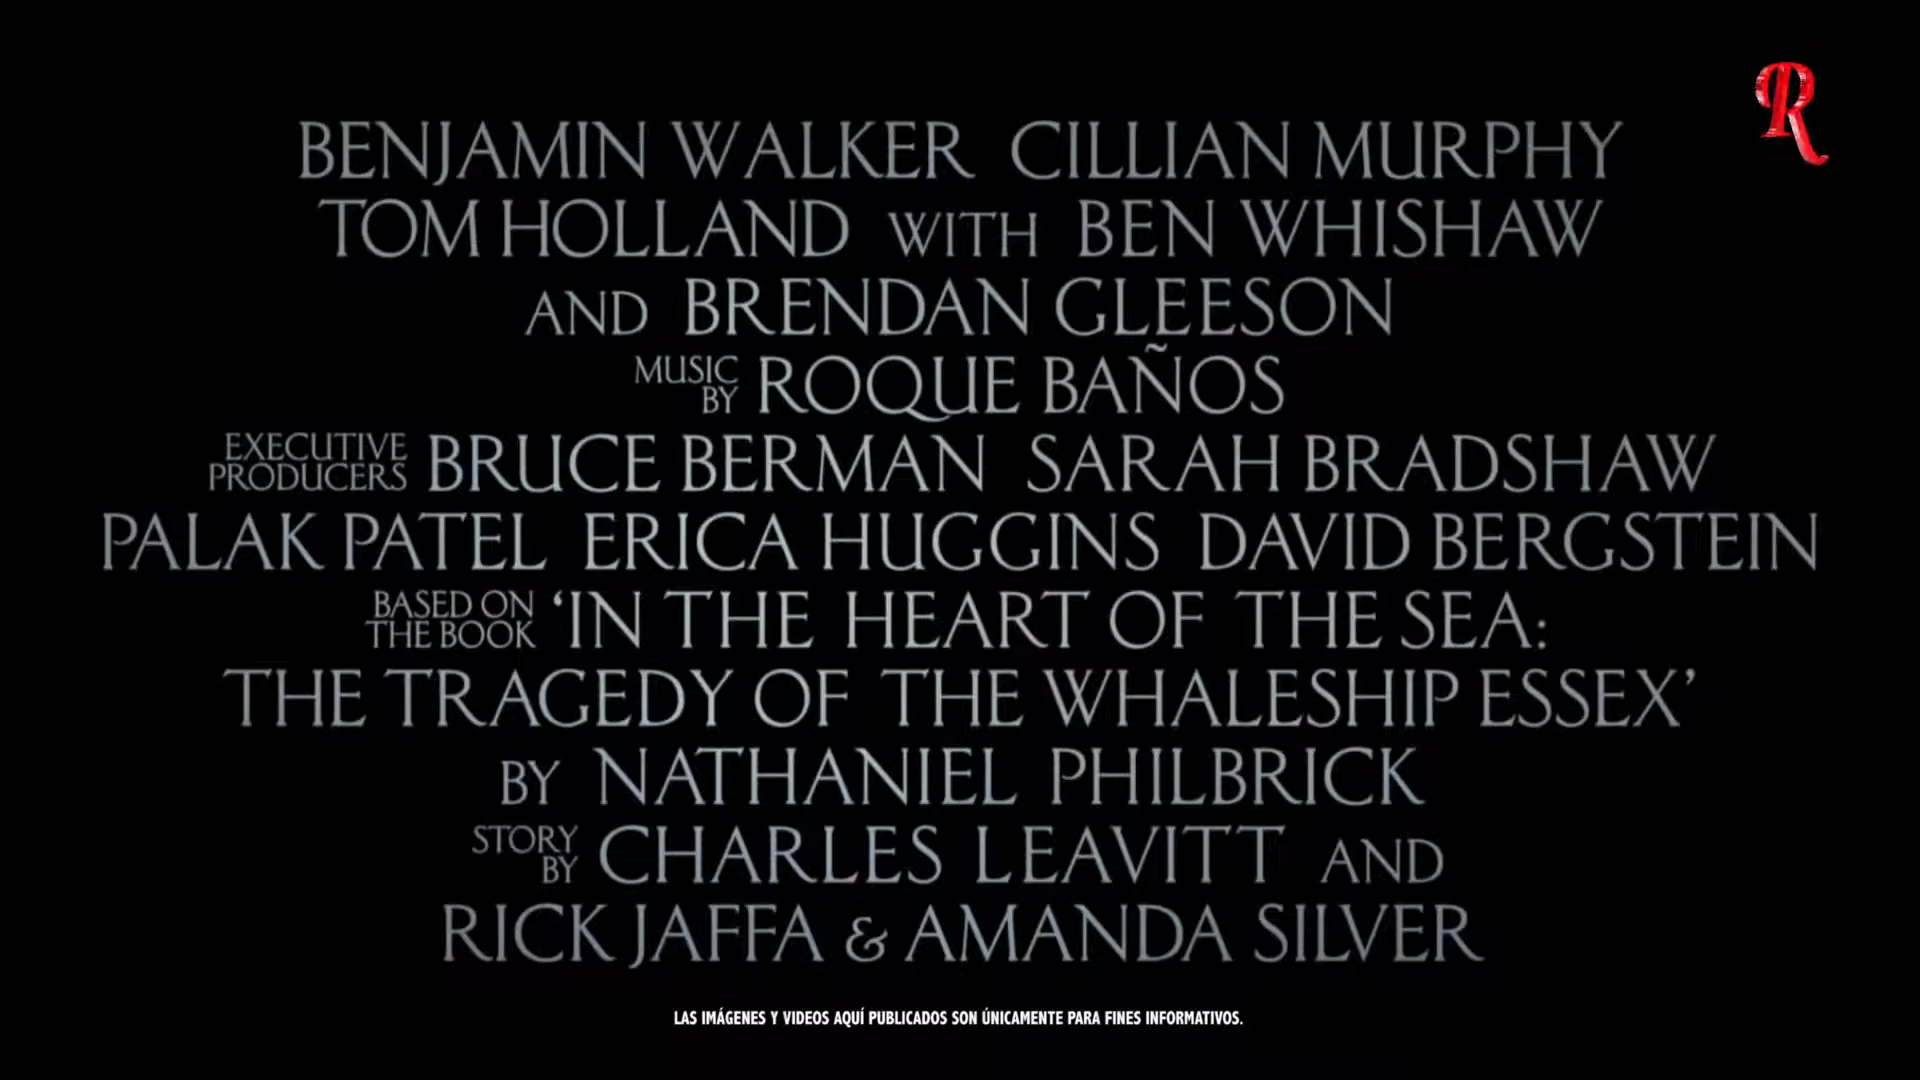 R
BENJAMIN WALKER CILLIAN MURPHY
TOM HOLLAND WITH BEN WHISHAW
AND BRENDAN GLEESON
MUSIC BY ROQUE BAÑOS
EXECUTIVE PRODUCERS BRUCE BERMAN SARAH BRADSHAW
PALAK PATEL ERICA HUGGINS DAVID BERGSTEIN
BASED ON THE BOOK ‘IN THE HEART OF THE SEA:
THE TRAGEDY OF THE WHALESHIP ESSEX’
BY NATHANIEL PHILBRICK
STORY BY CHARLES LEAVITT AND
RICK JAFFA & AMANDA SILVER
LAS IMÁGENES Y VIDEOS AQUÍ PUBLICADOS SON ÚNICAMENTE PARA FINES INFORMATIVOS.